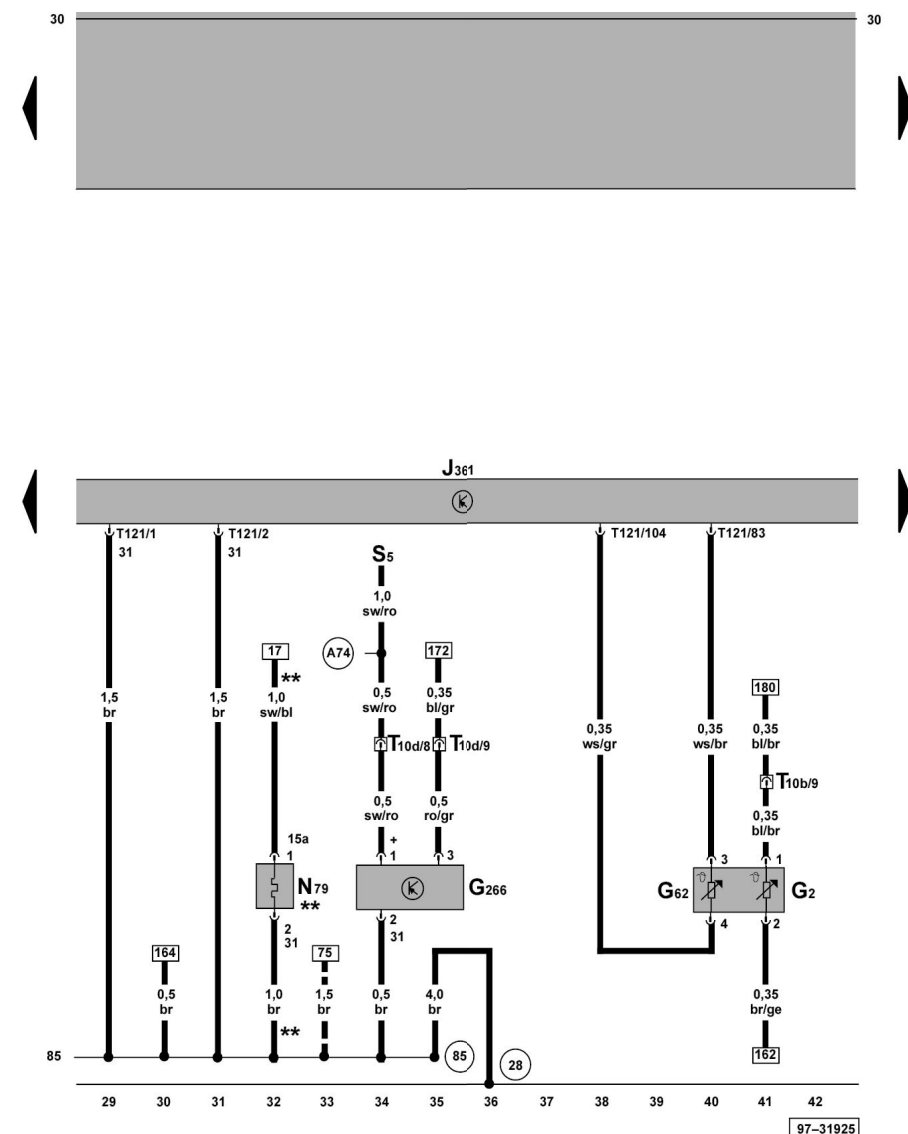 30 30
J361
T121/1 T121/2 T121/104 T121/83
31 31
S5
1,0
sw/ro
17 A74 172
**
180
1,5 1,5 1,0 0,5 0,35
br br sw/bl sw/ro bl/gr
0,35 0,35 0,35
ws/gr ws/br bl/br
T10d/8 T10d/9
T10b/9
0,5 0,5
sw/ro ro/gr
0,35
bl/br
15a +
1 1 3 3 1
N79 G266 G62 G2
**
2 2 4 2
31 31
164 75
0,5 1,0 1,5 0,5 4,0 0,35
br br br br br br/ge
**
85 85 28 162
29 30 31 32 33 34 35 36 37 38 39 40 41 42
97–31925